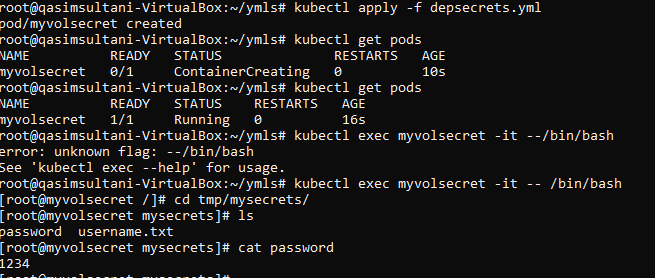 root@qasimsultani-VirtualBox:~/ymls# kubectl apply -f depsecrets.yml
pod/myvolsecret created
root@qasimsultani-VirtualBox:~/ymls# kubectl get pods
NAME READY STATUS RESTARTS AGE
myvolsecret 0/1 ContainerCreating 0 10s
root@qasimsultani-VirtualBox:~/ymls# kubectl get pods
NAME READY STATUS RESTARTS AGE
myvolsecret 1/1 Running 0 16s
root@qasimsultani-VirtualBox:~/ymls# kubectl exec myvolsecret -it --/bin/bash
error: unknown flag: --/bin/bash
See 'kubectl exec --help' for usage.
root@qasimsultani-VirtualBox:~/ymls# kubectl exec myvolsecret -it -- /bin/bash
[root@myvolsecret /]# cd tmp/mysecrets/
[root@myvolsecret mysecrets]# ls
password username.txt
[root@myvolsecret mysecrets]# cat password
1234
[root@myvolsecret mysecrets]#